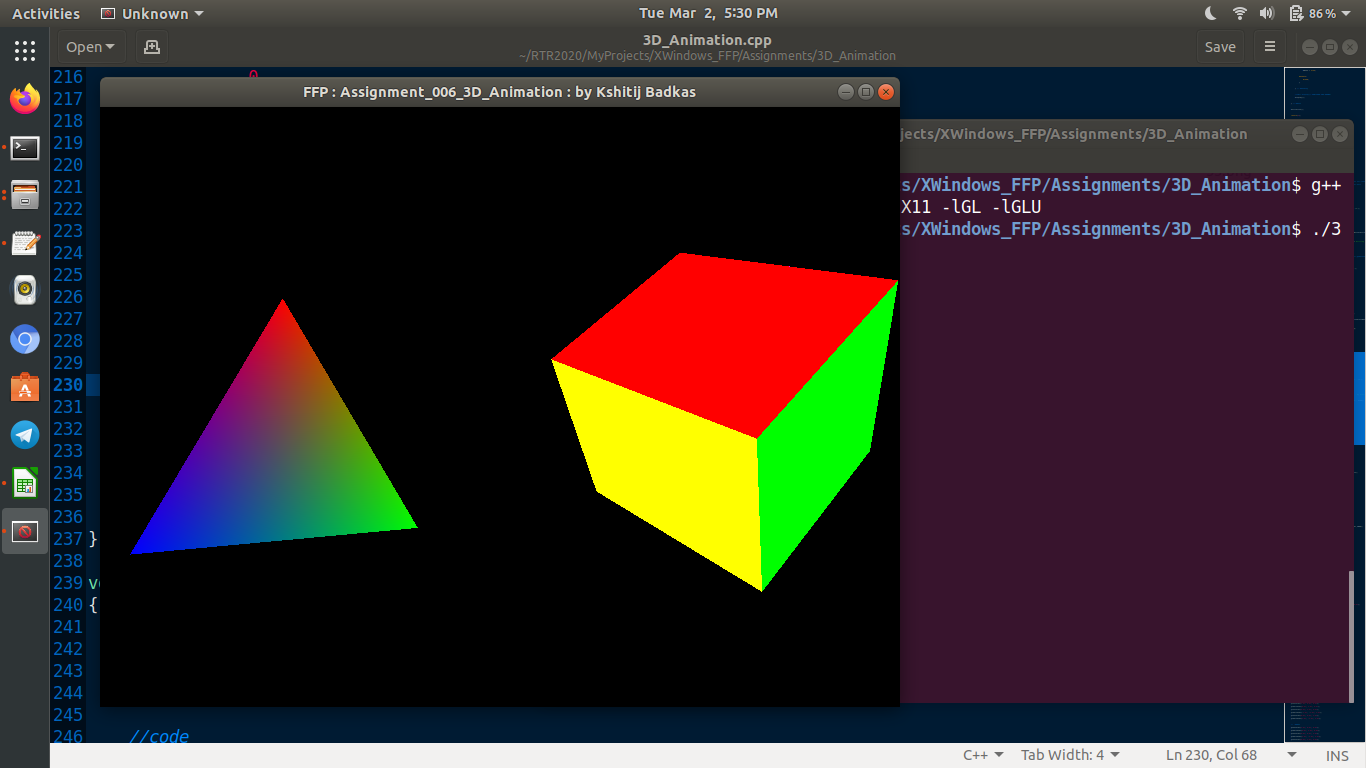 Activities Unknown Tue Mar 2, 5:30 PM 86%
Open 3D_Animation.cpp Save
~/RTR2020/MyProjects/XWindows_FFP/Assignments/3D_Animation
216
217
FFP : Assignment_006_3D_Animation : by Kshitij Badkas
218
219
jects/XWindows_FFP/Assignments/3D_Animation
220
221
s/XWindows_FFP/Assignments/3D_Animation$ g++
222
X11 -lGL -lGLU
223
s/XWindows_FFP/Assignments/3D_Animation$ ./3
224
225
226
227
228
229
230
231
232
233
234
235
236
237 }
238
239 v
240 {
241
242
243
244
245
246 //code
C++ Tab Width: 4 Ln 230, Col 68 INS